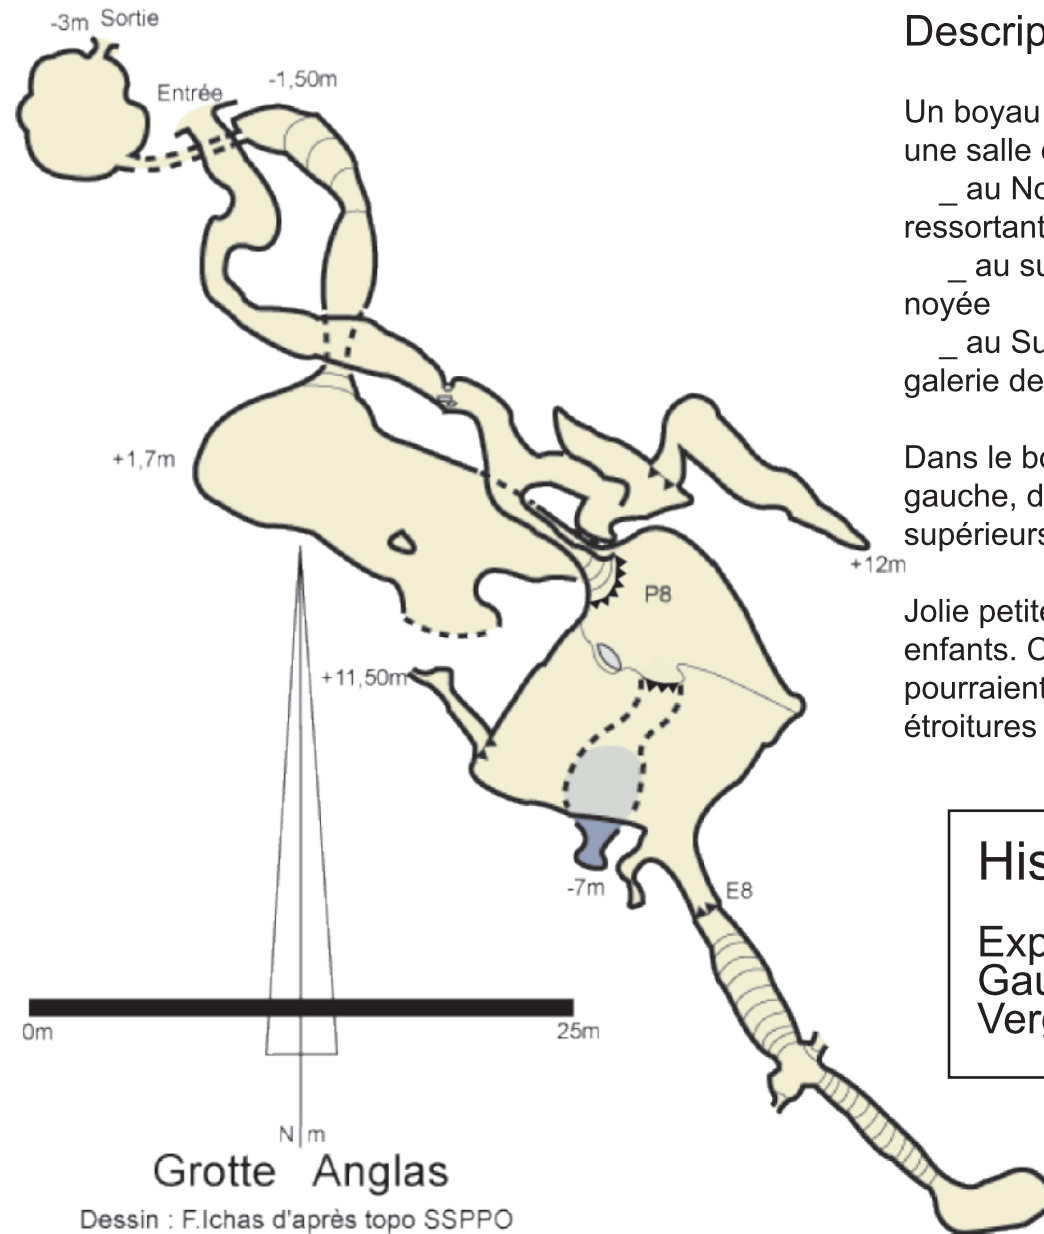 -3m Sortie
Entrée
-1,50m
+1,7m
+12m
P8
+11,50m
-7m
E8
0m
25m
N m
Grotte Anglas
Dessin : F.Ichas d'après topo SSPPO
Descrip
Un boyau
une salle
_ au No
ressortant
_ au su
noyée
_ au Su
galerie de
Dans le bo
gauche, d
supérieurs
Jolie petite
enfants. C
pourraient
étroitures
His
Exp
Gau
Verg